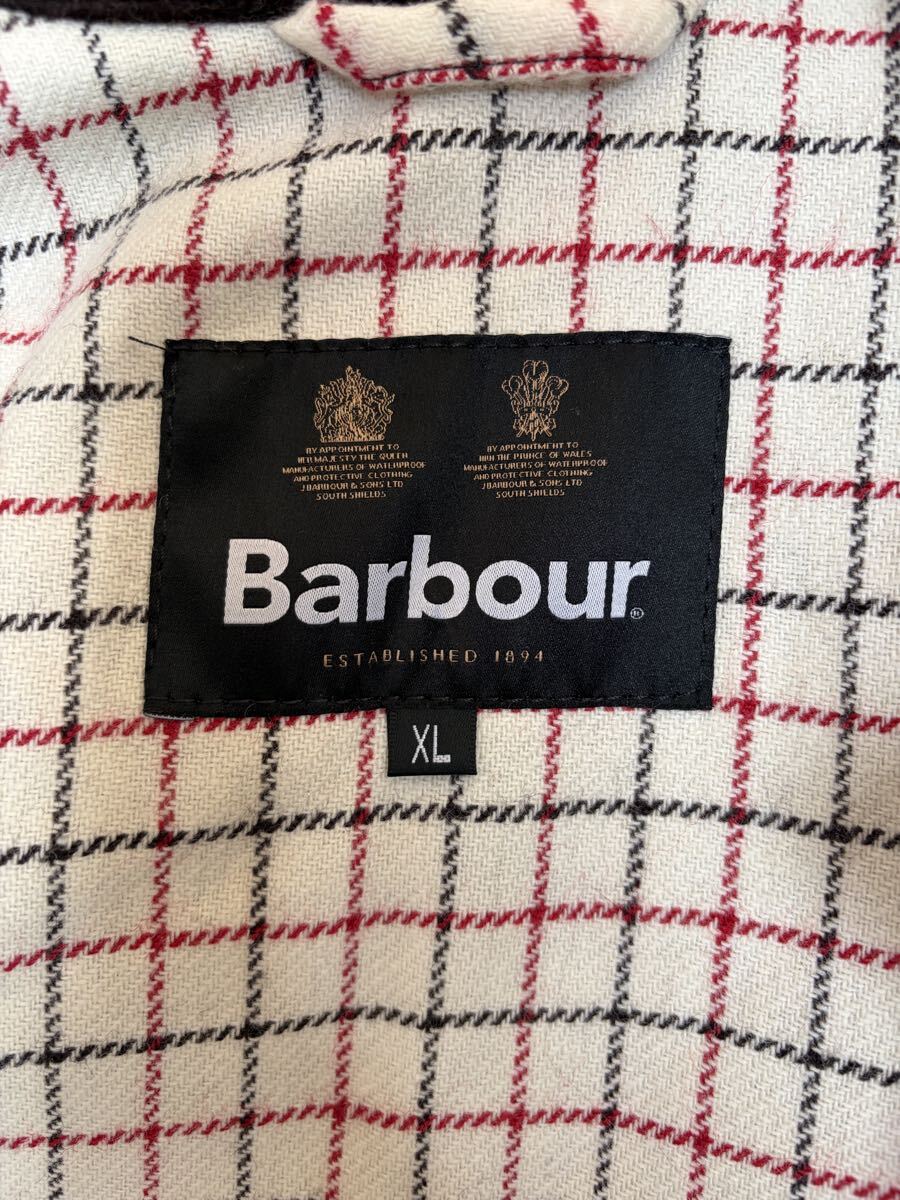 BY APPOINTMENT TO
HER MAJESTY THE QUEEN
MANUFACTURERS OF WATERPROOF
AND PROTECTIVE CLOTHING
J BARBOUR & SONS LTD
SOUTH SHIELDS
BY APPOINTMENT TO
HRH THE PRINCE OF WALES
MANUFACTURERS OF WATERPROOF
AND PROTECTIVE CLOTHING
J BARBOUR & SONS LTD
SOUTH SHIELDS
Barbour®
ESTABLISHED 1894
XL